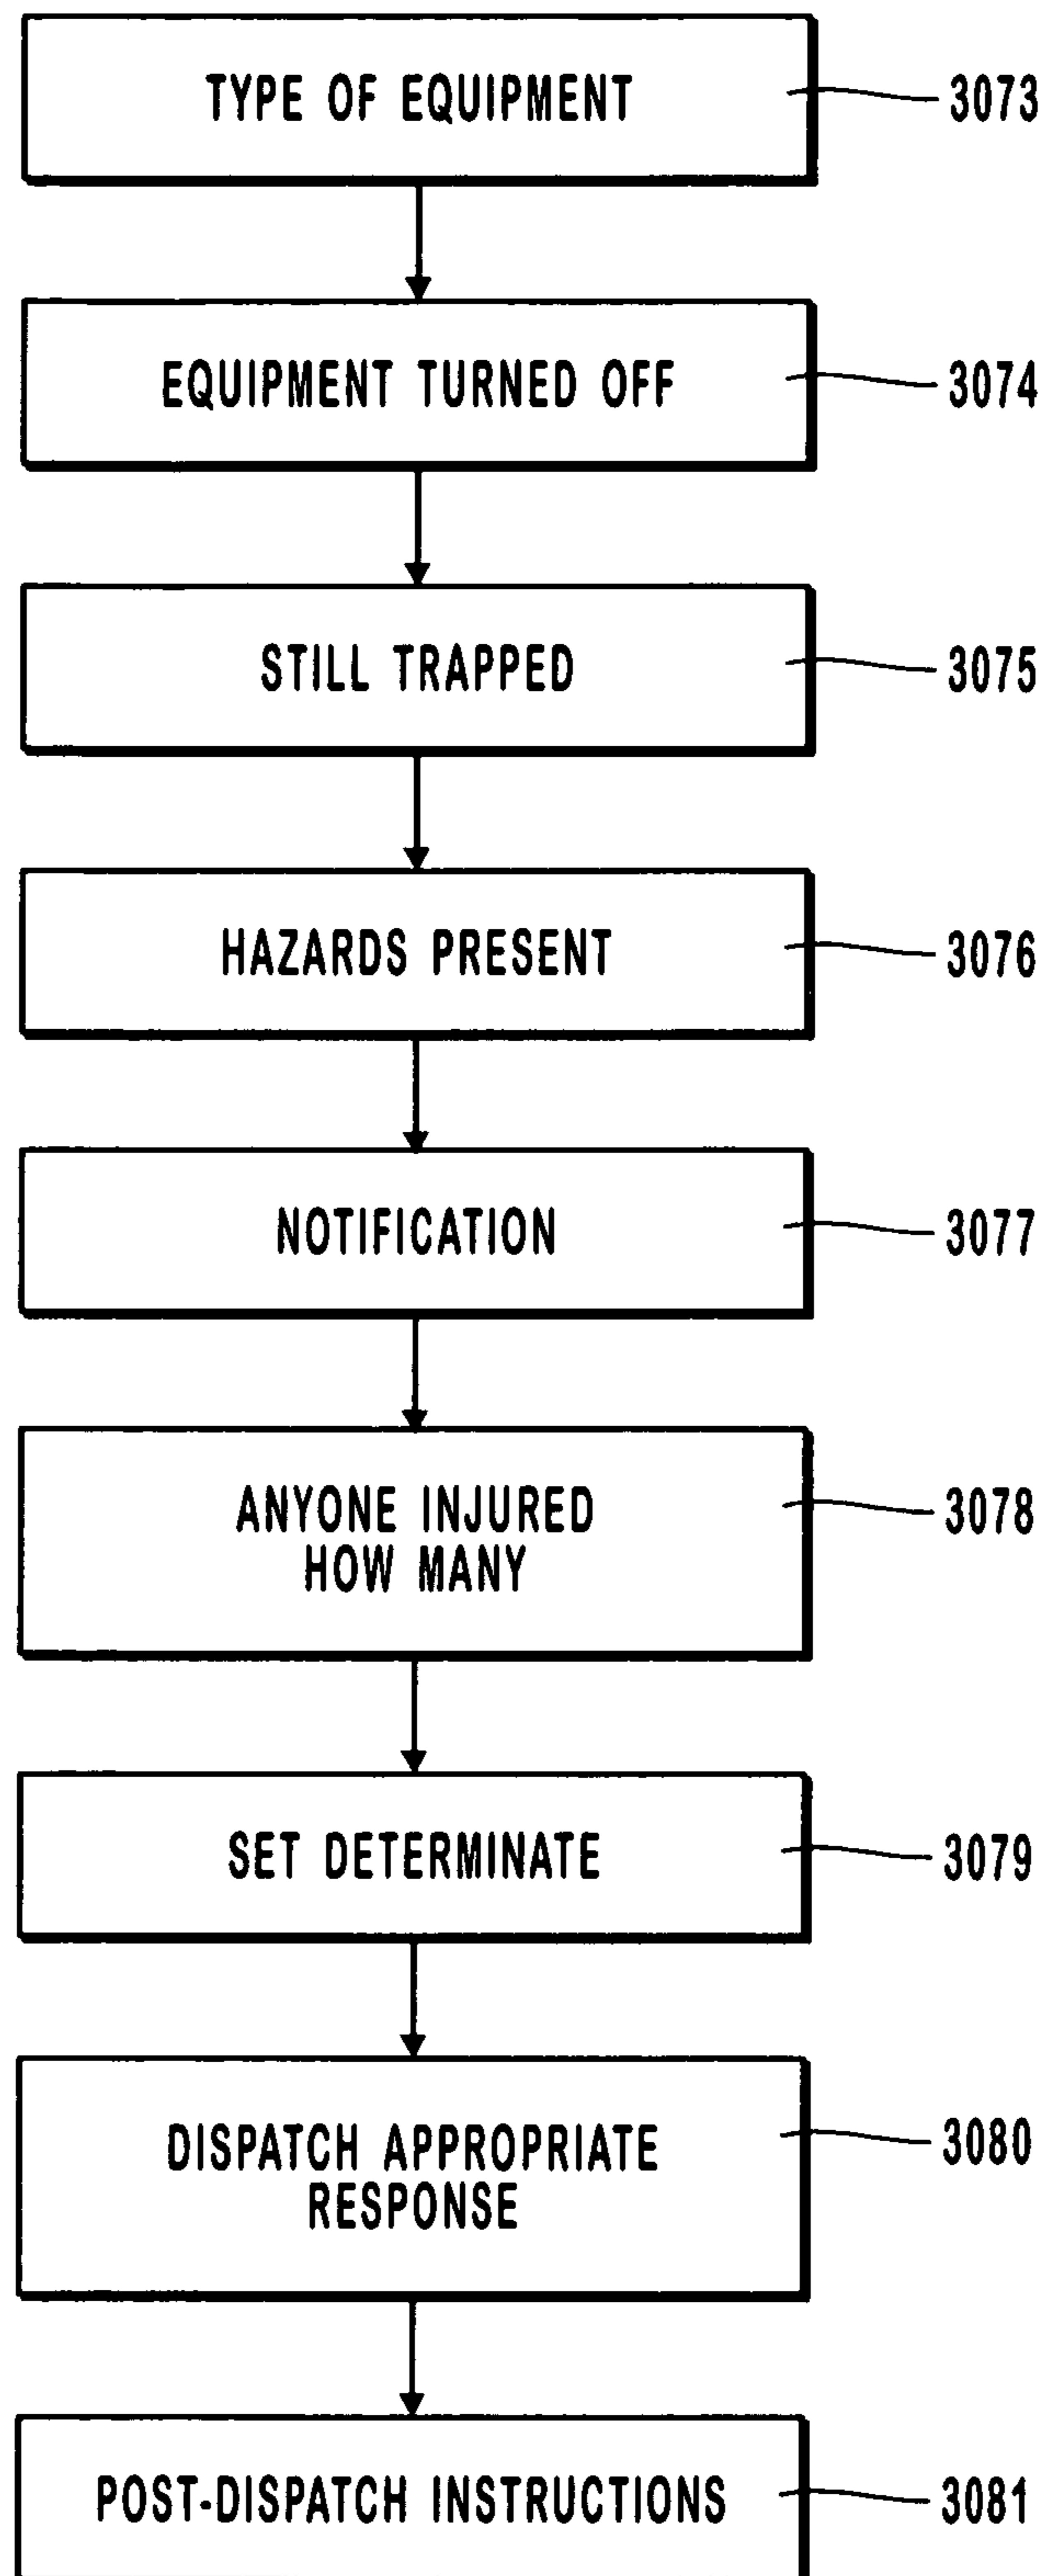 TYPE OF EQUIPMENT 3073
EQUIPMENT TURNED OFF 3074
STILL TRAPPED 3075
HAZARDS PRESENT 3076
NOTIFICATION 3077
ANYONE INJURED 3078
HOW MANY
SET DETERMINATE 3079
DISPATCH APPROPRIATE 3080
RESPONSE
POST-DISPATCH INSTRUCTIONS 3081